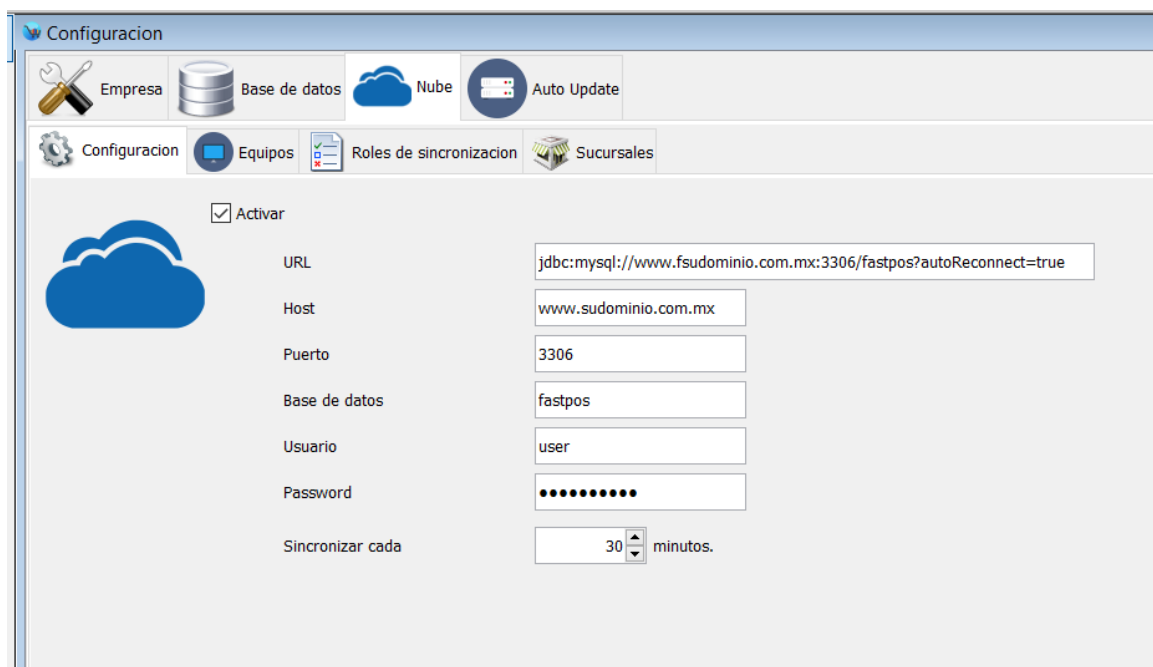 Configuracion
Empresa Base de datos Nube Auto Update
Configuracion Equipos Roles de sincronizacion Sucursales
Activar
URL jdbc:mysql://www.fsudominio.com.mx:3306/fastpos?autoReconnect=true
Host www.sudominio.com.mx
Puerto 3306
Base de datos fastpos
Usuario user
Password ●●●●●●●●●●
Sincronizar cada 30 minutos.